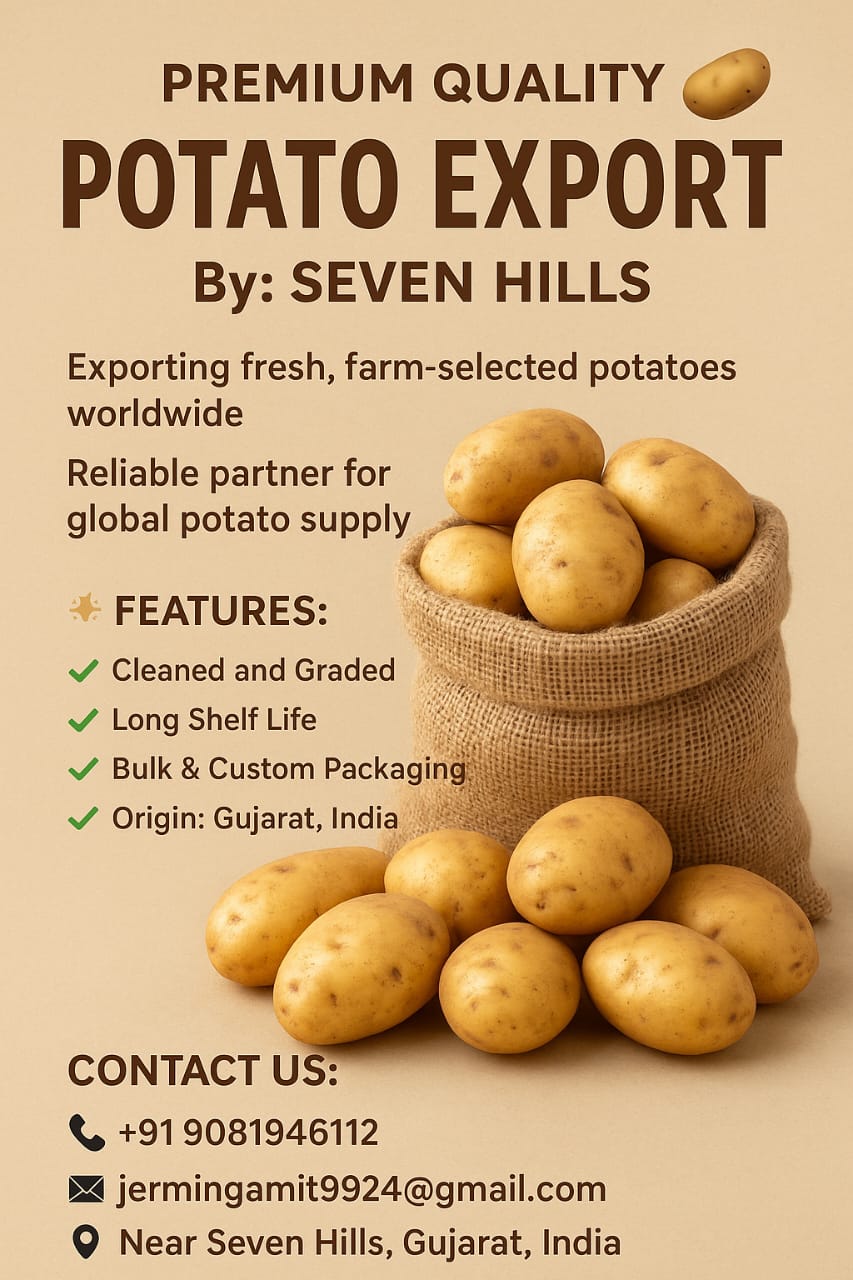 PREMIUM QUALITY
POTATO EXPORT
By: SEVEN HILLS
Exporting fresh, farm-selected potatoes
worldwide
Reliable partner for
global potato supply
FEATURES:
Cleaned and Graded
Long Shelf Life
Bulk & Custom Packaging
Origin: Gujarat, India
CONTACT US:
+91 9081946112
jermingamit9924@gmail.com
Near Seven Hills, Gujarat, India